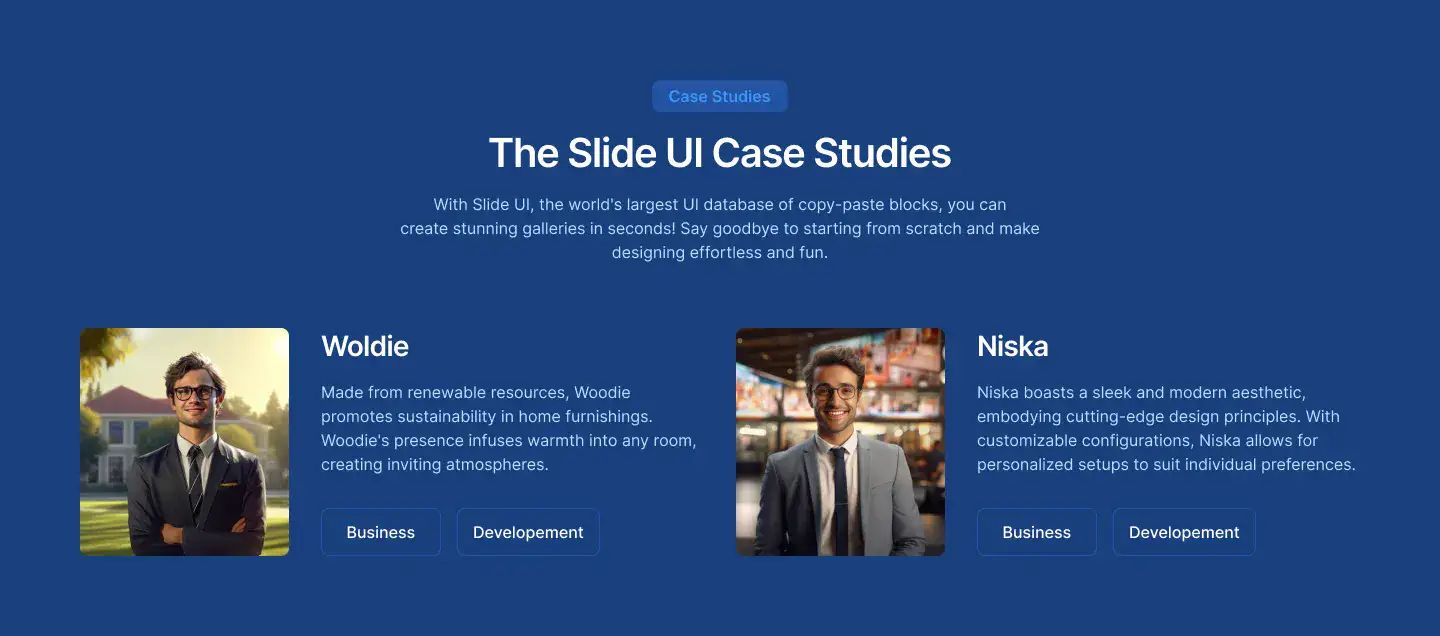 Case Studies
The Slide UI Case Studies
With Slide UI, the world's largest UI database of copy-paste blocks, you can
create stunning galleries in seconds! Say goodbye to starting from scratch and make
designing effortless and fun.
Woldie
Made from renewable resources, Woodie
promotes sustainability in home furnishings.
Woodie's presence infuses warmth into any room,
creating inviting atmospheres.
Business
Developement
Niska
Niska boasts a sleek and modern aesthetic,
embodying cutting-edge design principles. With
customizable configurations, Niska allows for
personalized setups to suit individual preferences.
Business
Developement